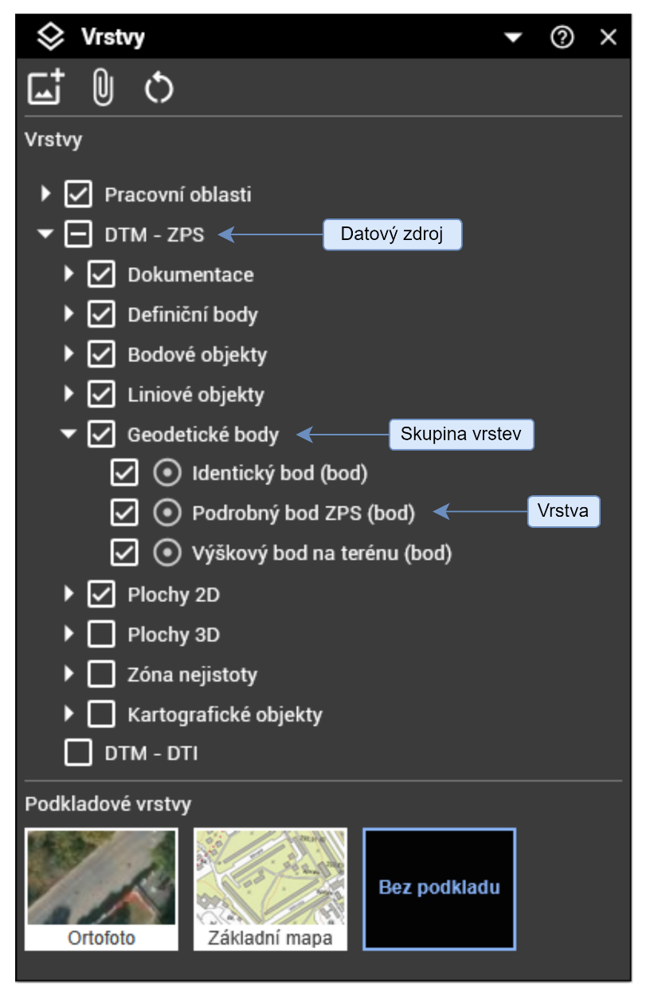 Vrstvy
Vrstvy
Pracovní oblasti
DTM - ZPS
Datový zdroj
Dokumentace
Definiční body
Bodové objekty
Liniové objekty
Geodetické body
Skupina vrstev
Identický bod (bod)
Podrobný bod ZPS (bod)
Vrstva
Výškový bod na terénu (bod)
Plochy 2D
Plochy 3D
Zóna nejistoty
Kartografické objekty
DTM - DTI
Podkladové vrstvy
Ortofoto
Základní mapa
Bez podkladu